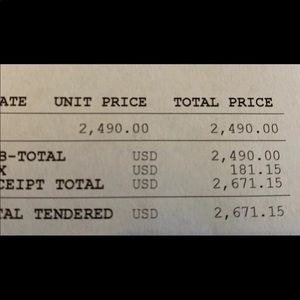 ATE UNIT PRICE TOTAL PRICE
2,490.00 2,490.00
B-TOTAL USD 2,490.00
X USD 181.15
CEIPT TOTAL USD 2,671.15
TAL TENDERED USD 2,671.15